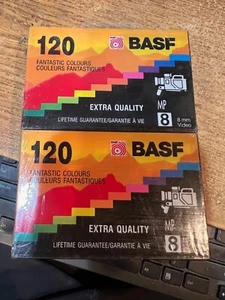 120 BASF
FANTASTIC COLOURS
COULEURS FANTASTIQUES
EXTRA QUALITY
LIFETIME GUARANTEE/GARANTIE À VIE
MP
8
8 mm
Video
120 BASF
FANTASTIC COLOURS
COULEURS FANTASTIQUES
EXTRA QUALITY
LIFETIME GUARANTEE/GARANTIE À VIE
MP
8